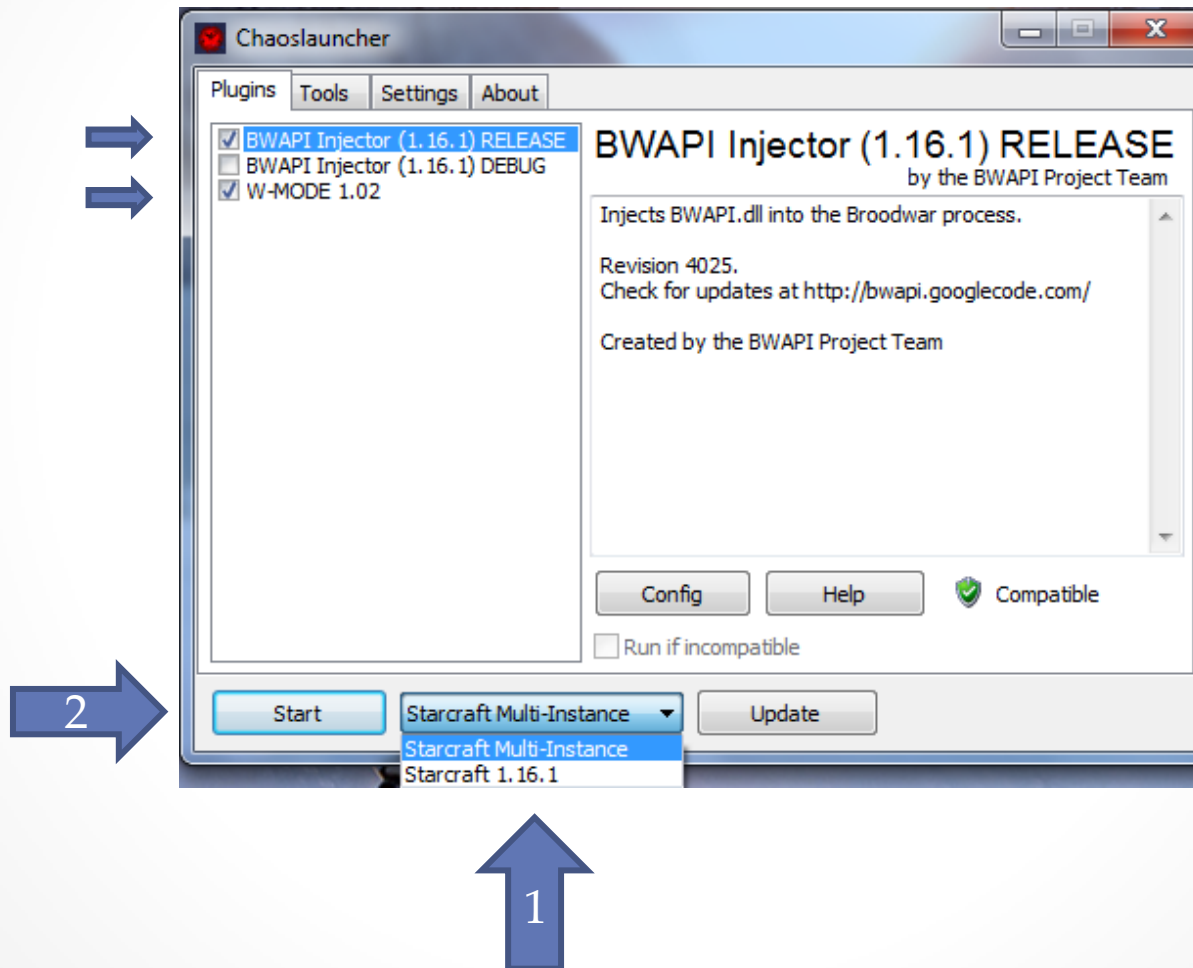 Chaoslauncher
Plugins Tools Settings About
BWAPI Injector (1.16.1) RELEASE
BWAPI Injector (1.16.1) DEBUG
W-MODE 1.02
BWAPI Injector (1.16.1) RELEASE
by the BWAPI Project Team
Injects BWAPI.dll into the Broodwar process.
Revision 4025.
Check for updates at http://bwapi.googlecode.com/
Created by the BWAPI Project Team
Config Help Compatible
Run if incompatible
2
Start Starcraft Multi-Instance Update
Starcraft Multi-Instance
Starcraft 1.16.1
1